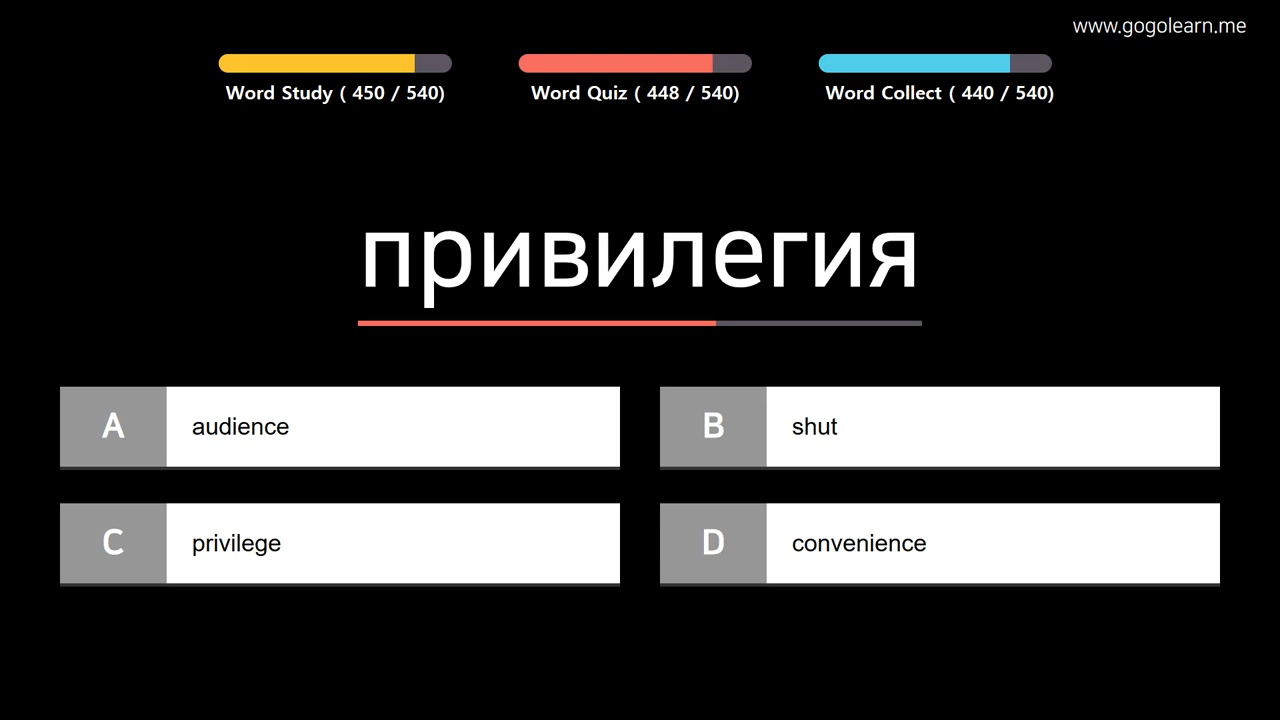 www.gogolearn.me
Word Study ( 450 / 540)
Word Quiz ( 448 / 540)
Word Collect ( 440 / 540)
привилегия
A audience
B shut
C privilege
D convenience